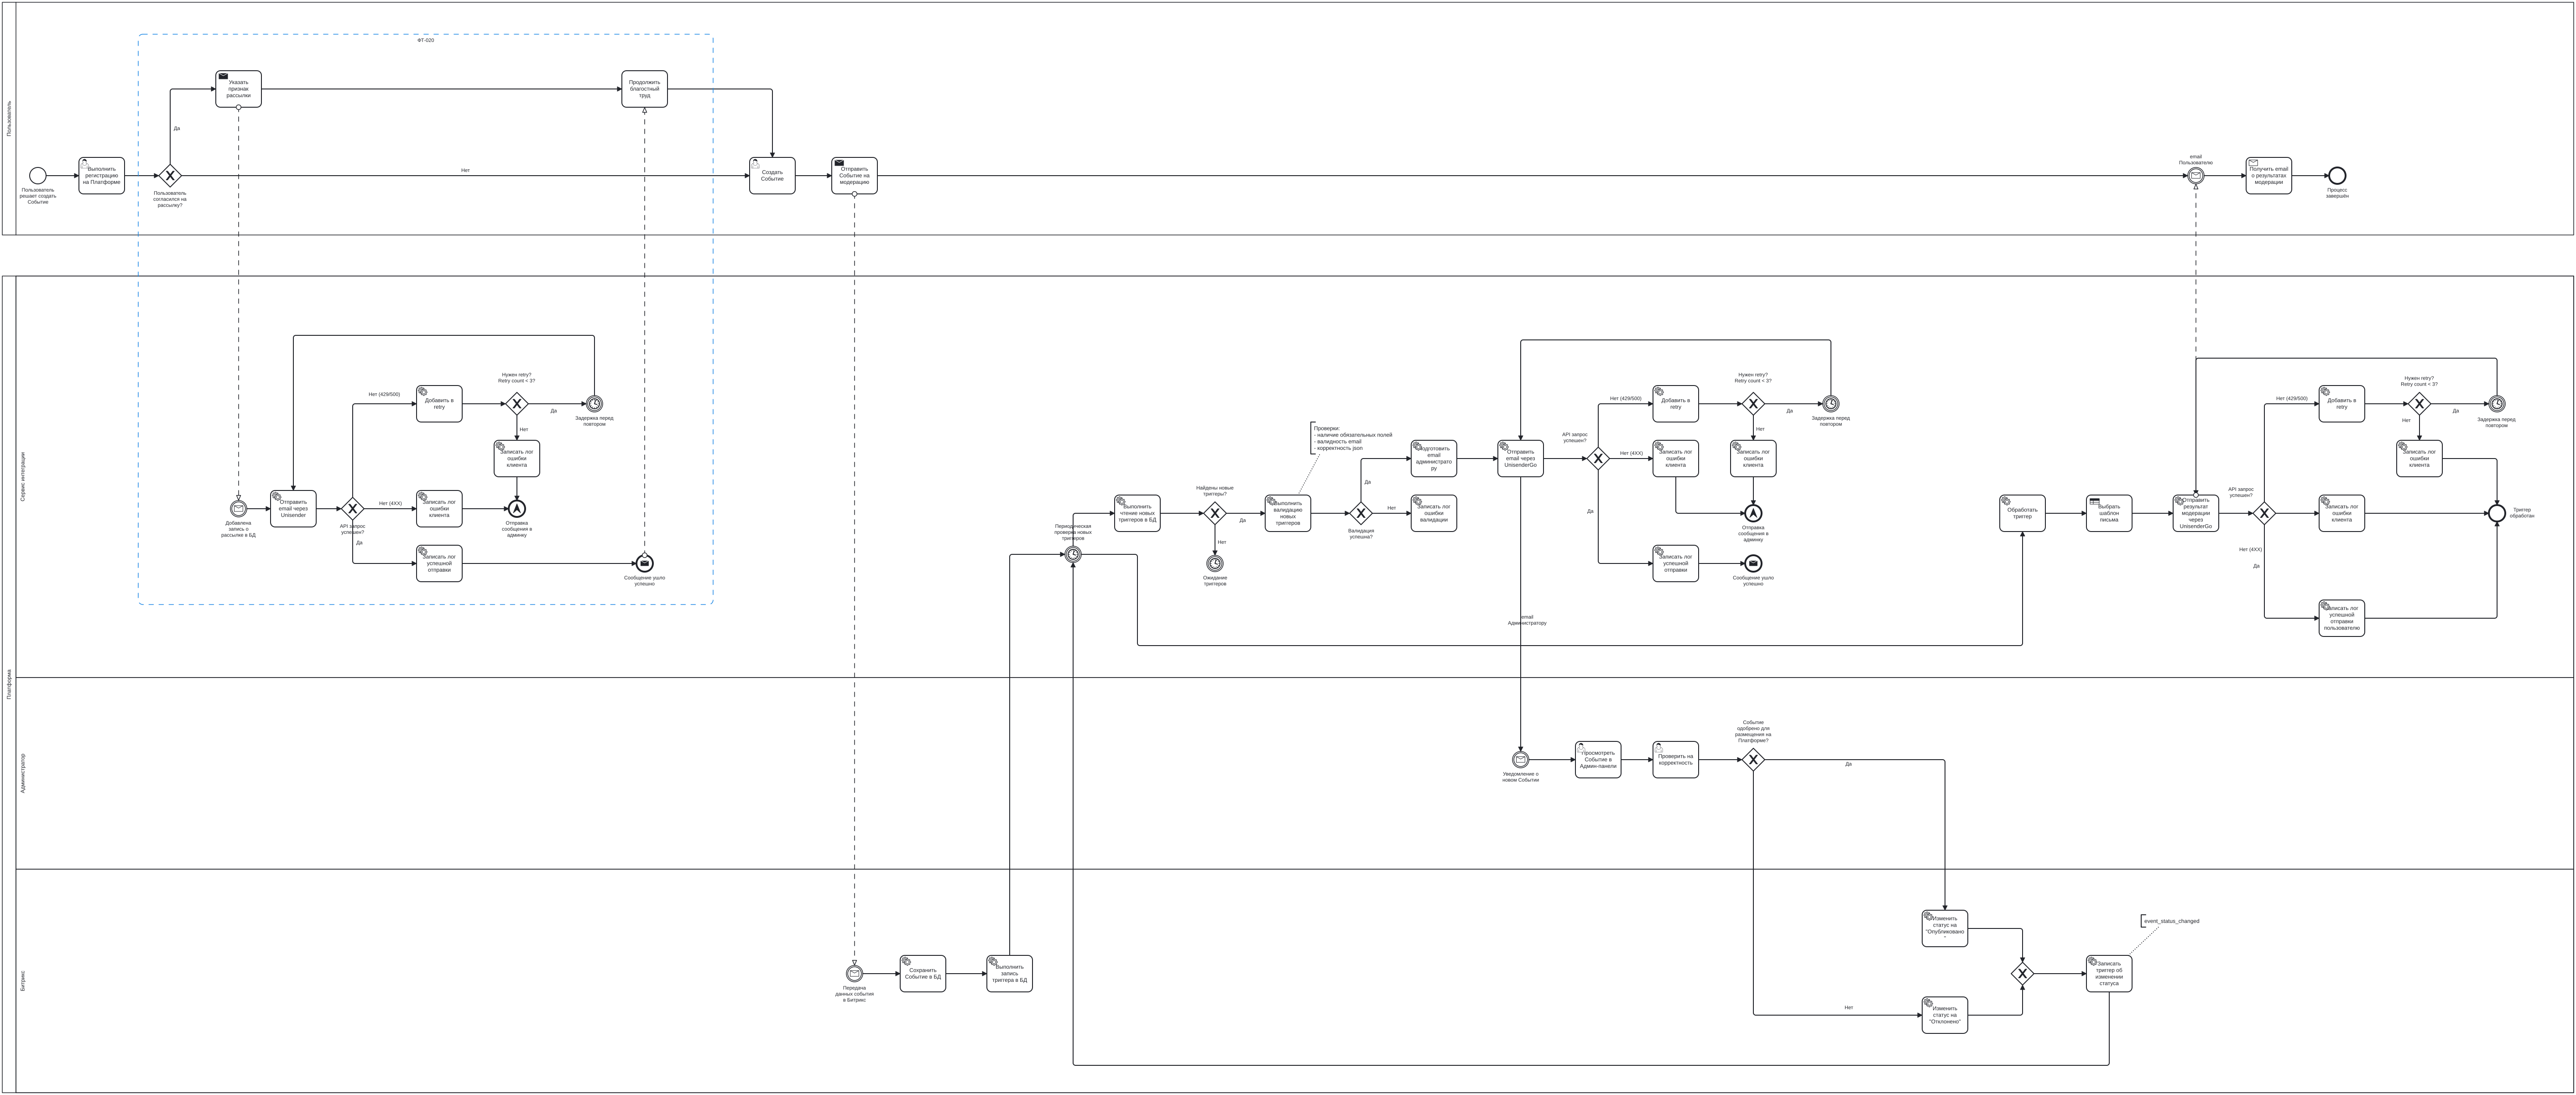 Пользователь
ФТ-020
Указать
признак
рассылки
Продолжить
благостный
труд
Да
Пользователь
решает создать
Событие
Выполнить
регистрацию
на Платформе
Пользователь
согласился на
рассылку?
Нет
Создать
Событие
Отправить
Событие на
модерацию
email
Пользователю
Получить email
о результатах
модерации
Процесс
завершён
Платформа
Сервис интеграции
Добавлена
запись о
рассылке в БД
Отправить
email через
Unisender
API запрос
успешен?
Нет (429/500)
Добавить в
retry
Нужен retry?
Retry count < 3?
Да
Задержка перед
повтором
Нет
Записать лог
ошибки
клиента
Нет (4XX)
Записать лог
ошибки
клиента
Отправка
сообщения в
админку
Да
Записать лог
успешной
отправки
Сообщение ушло
успешно
Периодическая
проверка новых
триггеров
Выполнить
чтение новых
триггеров в БД
Найдены новые
триггеры?
Да
Нет
Ожидание
триггеров
Проверки:
- наличие обязательных полей
- валидность email
- корректность json
Выполнить
валидацию
новых
триггеров
Валидация
успешна?
Да
Нет
Подготовить
email
администрато
ру
Записать лог
ошибки
валидации
Отправить
email через
UnisenderGo
API запрос
успешен?
Нет (429/500)
Добавить в
retry
Нужен retry?
Retry count < 3?
Да
Задержка перед
повтором
Нет (4XX)
Записать лог
ошибки
клиента
Нет
Записать лог
ошибки
клиента
Отправка
сообщения в
админку
Да
Записать лог
успешной
отправки
Сообщение ушло
успешно
email
Администратору
Обработать
триггер
Выбрать
шаблон
письма
Отправить
результат
модерации
через
UnisenderGo
API запрос
успешен?
Нет (429/500)
Добавить в
retry
Нужен retry?
Retry count < 3?
Да
Задержка перед
повтором
Нет
Записать лог
ошибки
клиента
Записать лог
ошибки
клиента
Триггер
обработан
Нет (4XX)
Да
Записать лог
успешной
отправки
пользователю
Администратор
Уведомление о
новом Событии
Просмотреть
Событие в
Админ-панели
Проверить на
корректность
Событие
одобрено для
размещения на
Платформе?
Да
Битрикс
Передача
данных события
в Битрикс
Сохранить
Событие в БД
Выполнить
запись
триггера в БД
Нет
Изменить
статус на
"Опубликовано
"
Изменить
статус на
"Отклонено"
Записать
триггер об
изменении
статуса
event_status_changed